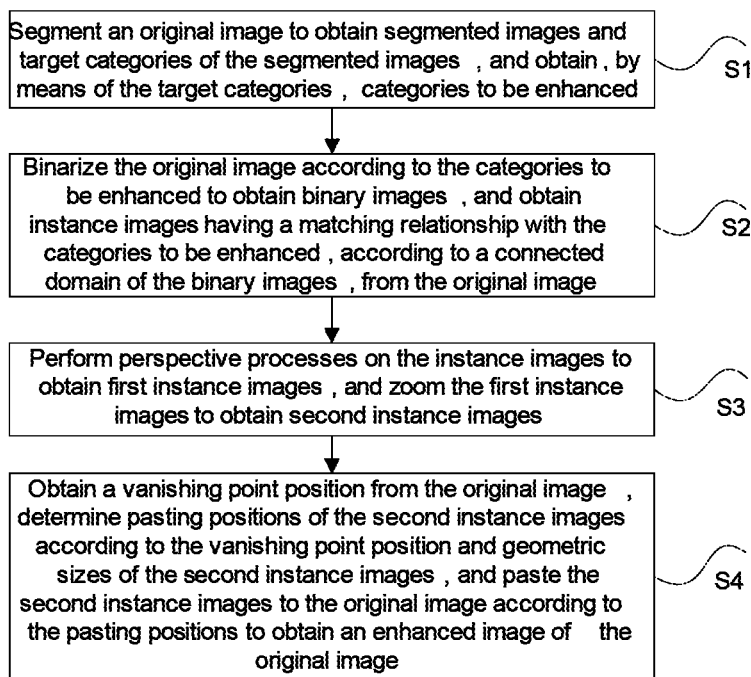 Segment an original image to obtain segmented images and
target categories of the segmented images , and obtain , by
means of the target categories , categories to be enhanced
S1
Binarize the original image according to the categories to
be enhanced to obtain binary images , and obtain
instance images having a matching relationship with the
categories to be enhanced , according to a connected
domain of the binary images , from the original image
S2
Perform perspective processes on the instance images to
obtain first instance images , and zoom the first instance
images to obtain second instance images
S3
Obtain a vanishing point position from the original image ,
determine pasting positions of the second instance images
according to the vanishing point position and geometric
sizes of the second instance images , and paste the
second instance images to the original image according to
the pasting positions to obtain an enhanced image of the
original image
S4